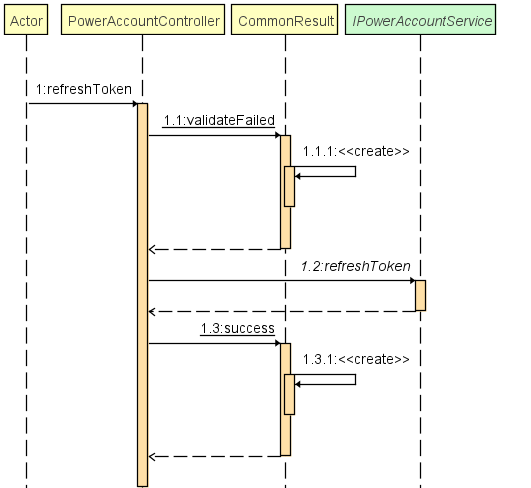 Actor PowerAccountController CommonResult IPowerAccountService
1:refreshToken
1.1:validateFailed
1.1.1:<<create>>
1.2:refreshToken
1.3:success
1.3.1:<<create>>